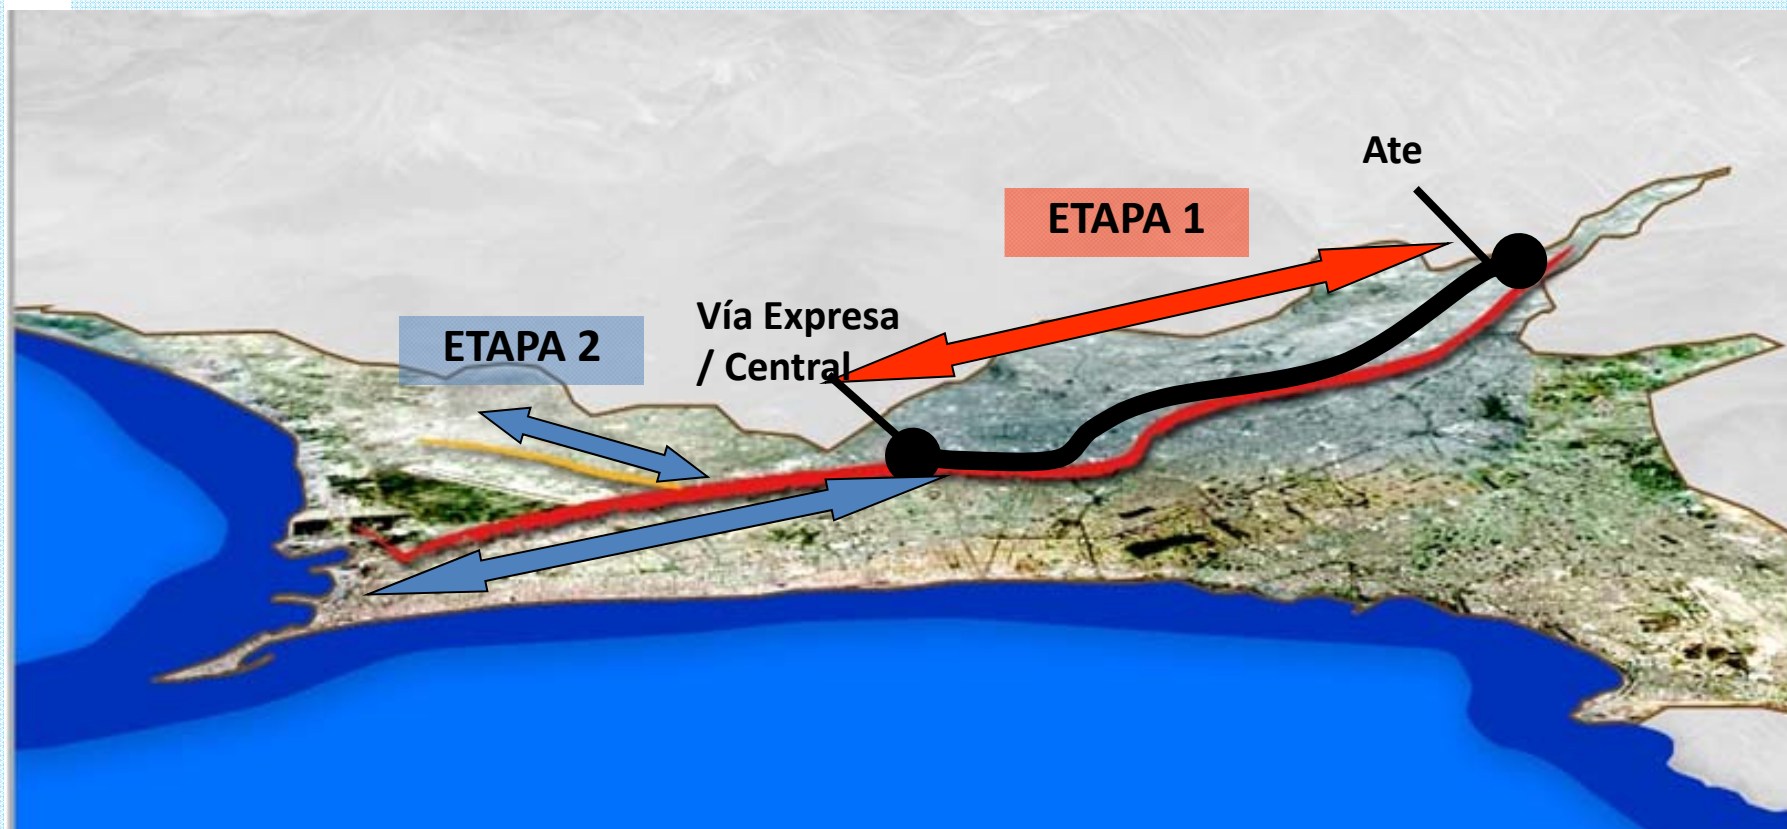 Ate
ETAPA 1
Vía Expresa
/ Central
ETAPA 2